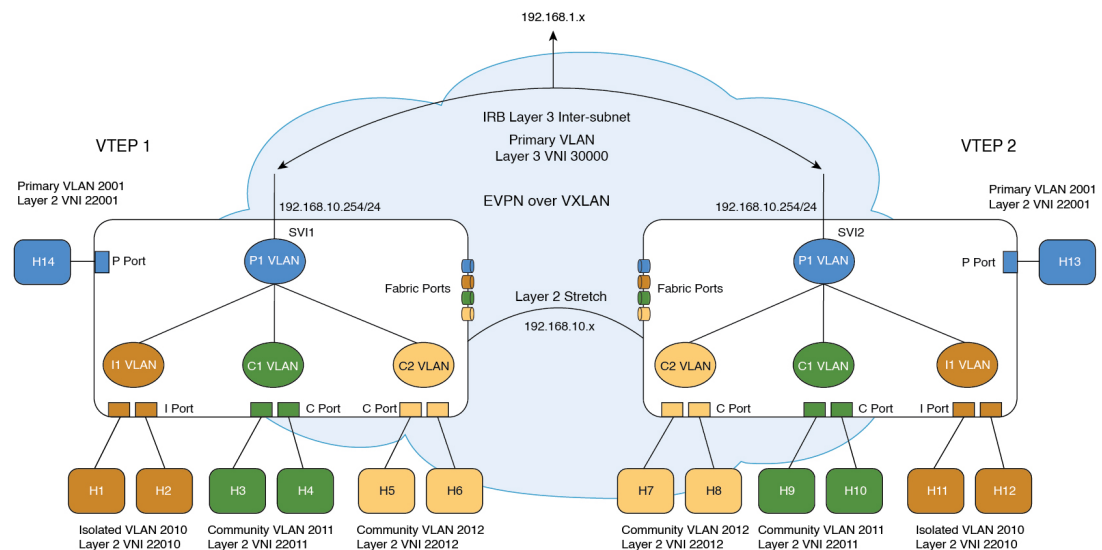 192.168.1.x
IRB Layer 3 Inter-subnet
Primary VLAN
Layer 3 VNI 30000
VTEP 1
VTEP 2
Primary VLAN 2001
Layer 2 VNI 22001
Primary VLAN 2001
Layer 2 VNI 22001
192.168.10.254/24
EVPN over VXLAN
192.168.10.254/24
SVI1
SVI2
H14
P Port
P1 VLAN
P1 VLAN
P Port
H13
Fabric Ports
Fabric Ports
Layer 2 Stretch
192.168.10.x
I1 VLAN
C1 VLAN
C2 VLAN
C2 VLAN
C1 VLAN
I1 VLAN
I Port
C Port
C Port
C Port
C Port
I Port
H1
H2
H3
H4
H5
H6
H7
H8
H9
H10
H11
H12
Isolated VLAN 2010
Layer 2 VNI 22010
Community VLAN 2011
Layer 2 VNI 22011
Community VLAN 2012
Layer 2 VNI 22012
Community VLAN 2012
Layer 2 VNI 22012
Community VLAN 2011
Layer 2 VNI 22011
Isolated VLAN 2010
Layer 2 VNI 22010